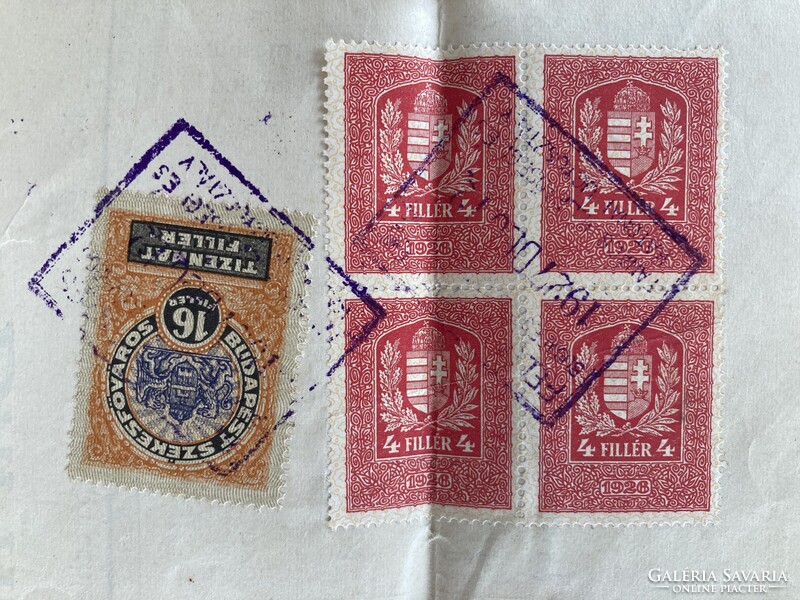 TIZENHAT
FILLÉR
16
FILLÉR
BUDAPEST SZÉKESFŐVÁROS
4 FILLÉR 4
1926
4 FILLÉR 4
1926
4 FILLÉR 4
1926
4 FILLÉR 4
1926
GALÉRIA SAVARIA
ONLINE PIACTÉR